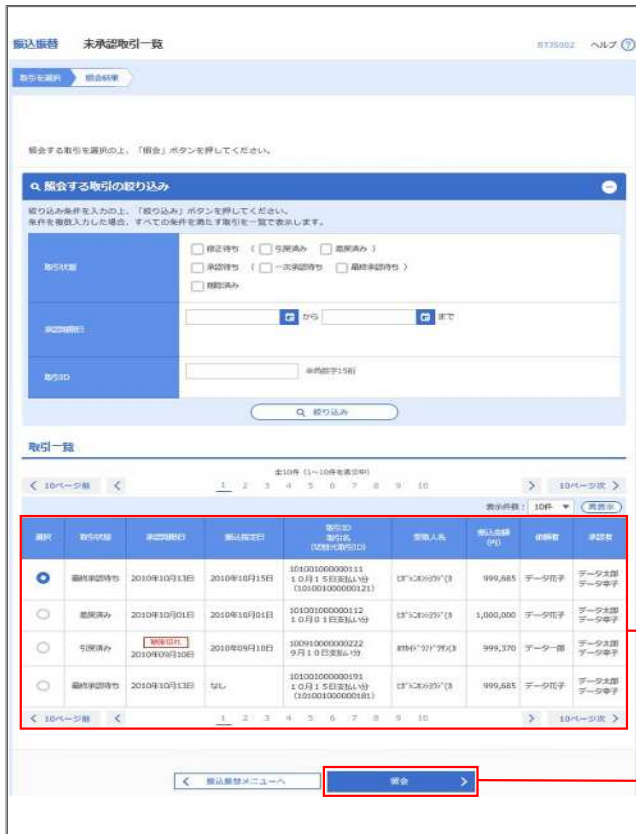 振込振替 未承認取引一覧 BTJS002 ヘルプ ?
取引を選択 照会結果
照会する取引を選択の上、「照会」ボタンを押してください。
照会する取引の絞り込み
絞り込み条件を入力の上、「絞り込み」ボタンを押してください。
条件を複数入力した場合、すべての条件を満たす取引を一覧で表示します。
取引状態
修正待ち ( 引戻済み 差戻済み )
承認待ち ( 一次承認待ち 最終承認待ち )
削除済み
承認期限日 から まで
取引ID 半角数字15桁
絞り込み
取引一覧
全10件 (1~10件を表示中)
< 10ページ前 < 1 2 3 4 5 6 7 8 9 10 > 10ページ次 >
表示件数: 10件 再表示
選択 取引状態 承認期限日 振込指定日 取引ID 取引名 (切替元取引ID) 受取人名 振込金額 (円) 依頼者 承認者
最終承認待ち 2010年10月13日 2010年10月15日 101001000000111 10月15日支払い分 (101001000000121) 999,685 データ花子 データ太郎 データ幸子
差戻済み 2010年10月01日 2010年10月01日 101001000000112 10月01日支払い分 1,000,000 データ花子 データ太郎 データ幸子
引戻済み 期限切れ 2010年09月10日 2010年09月10日 100910000000222 9月10日支払い分 999,370 データ一郎 データ太郎 データ幸子
最終承認待ち 2010年10月13日 なし 101001000000191 10月15日支払い分 (101001000000181) 999,685 データ花子 データ太郎 データ幸子
< 10ページ前 < 1 2 3 4 5 6 7 8 9 10 > 10ページ次 >
< 振込振替メニューへ 照会 >